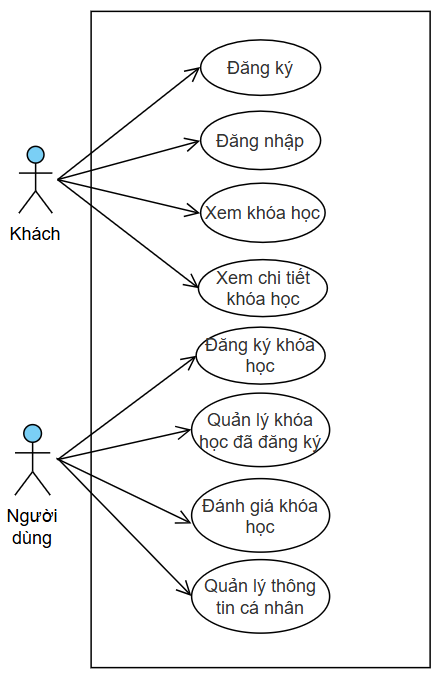 Đăng ký
Đăng nhập
Xem khóa học
Khách
Xem chi tiết
khóa học
Đăng ký khóa
học
Quản lý khóa
học đã đăng ký
Người
dùng
Đánh giá khóa
học
Quản lý thông
tin cá nhân